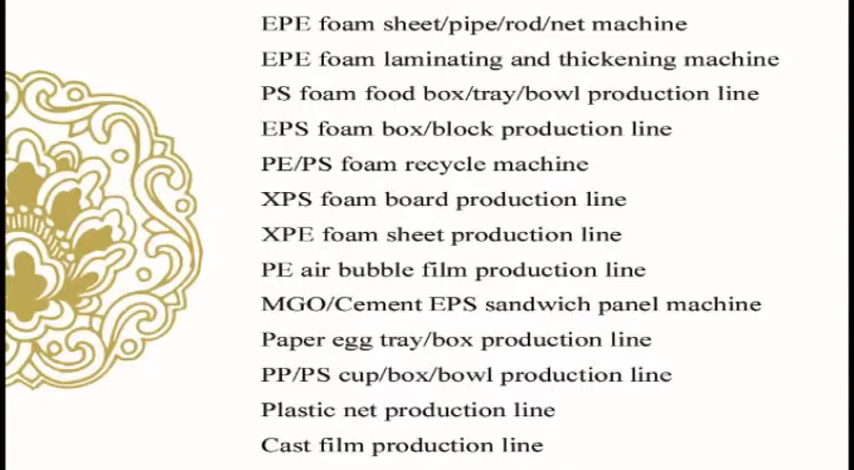 EPE foam sheet/pipe/rod/net machine
EPE foam laminating and thickening machine
PS foam food box/tray/bowl production line
EPS foam box/block production line
PE/PS foam recycle machine
XPS foam board production line
XPE foam sheet production line
PE air bubble film production line
MGO/Cement EPS sandwich panel machine
Paper egg tray/box production line
PP/PS cup/box/bowl production line
Plastic net production line
Cast film production line